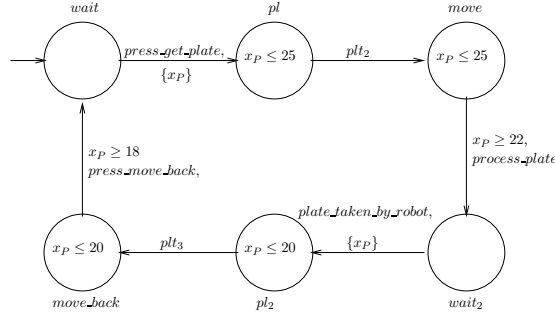 wait
pl
move
press_get_plate,
{x_P}
x_P ≤ 25
plt_2
x_P ≤ 25
x_P ≥ 18
press_move_back,
x_P ≥ 22,
process_plate
plate_taken_by_robot,
{x_P}
x_P ≤ 20
plt_3
x_P ≤ 20
move_back
pl_2
wait_2